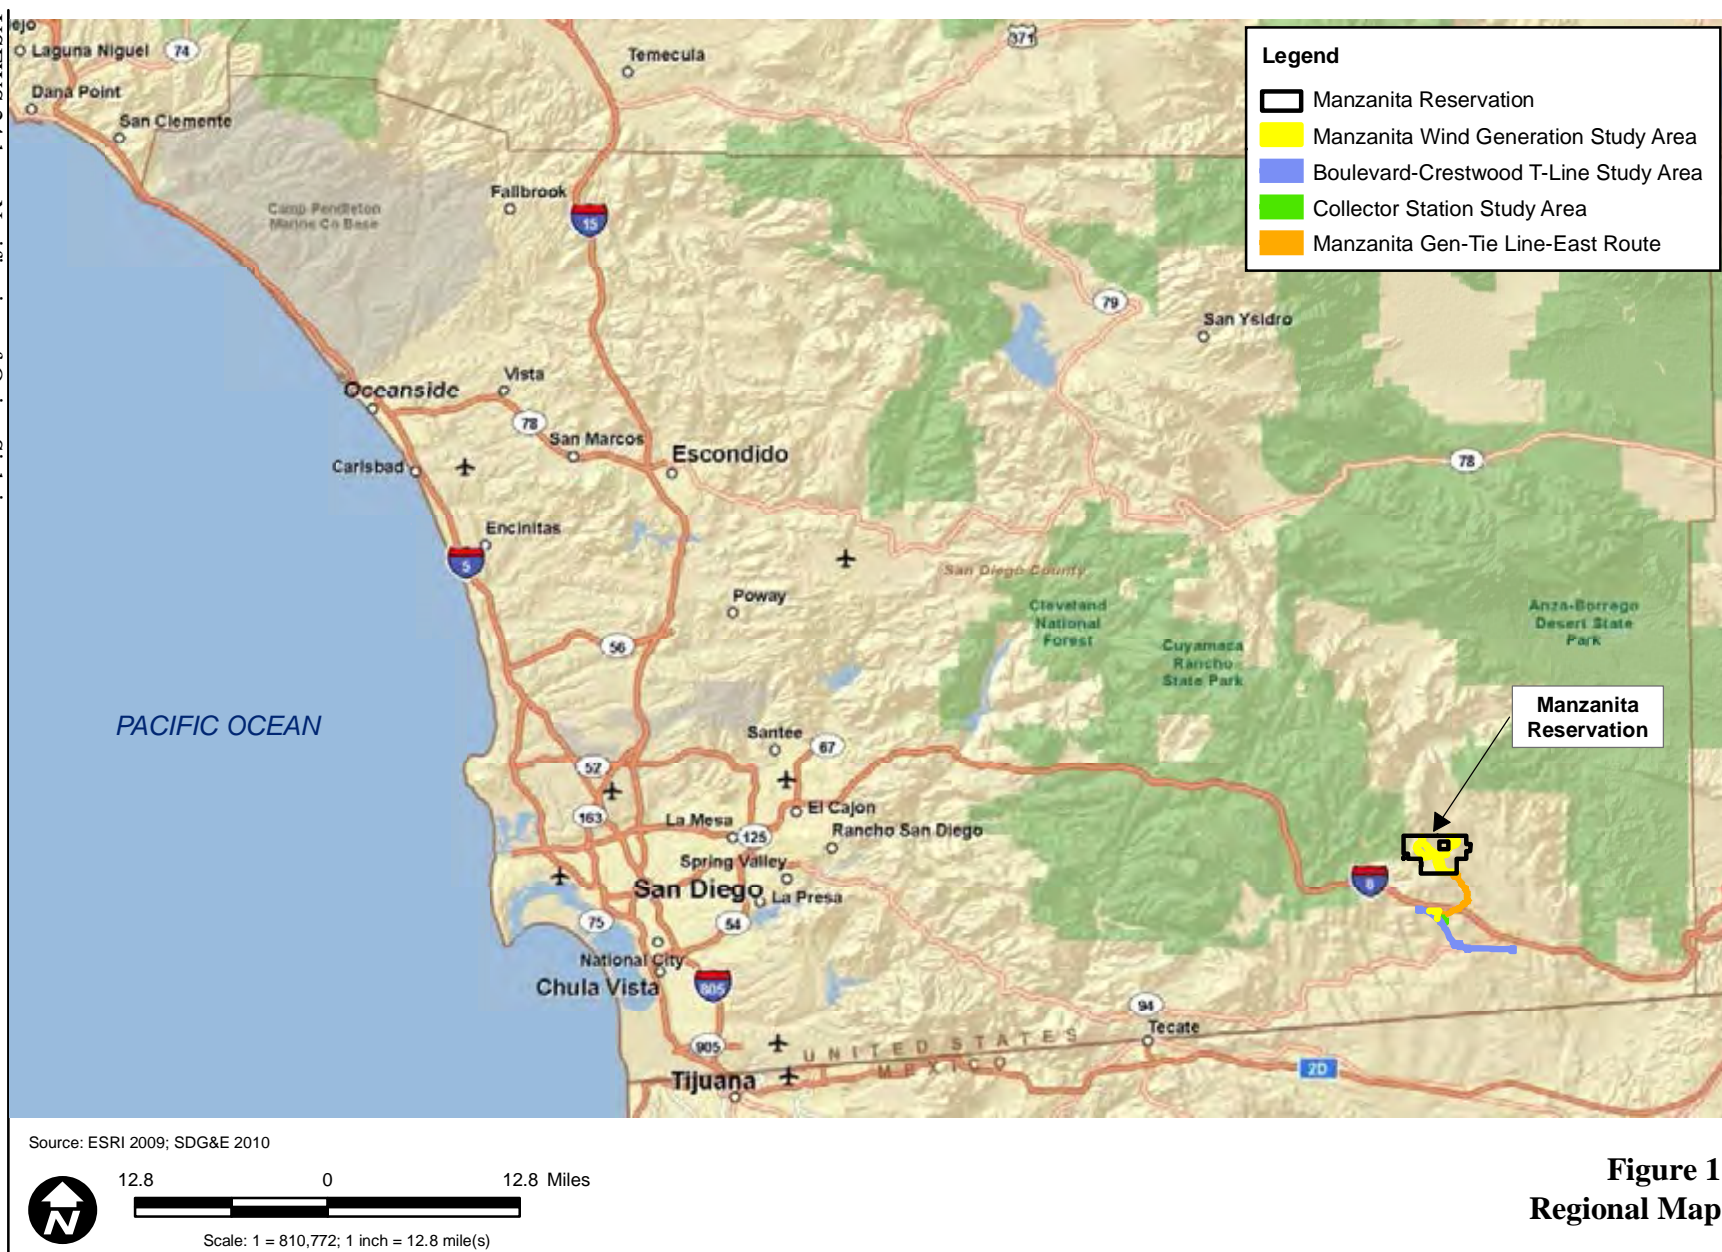 ejo
Laguna Niguel
74
Temecula
371
Dana Point
San Clemente
Legend
Manzanita Reservation
Manzanita Wind Generation Study Area
Boulevard-Crestwood T-Line Study Area
Collector Station Study Area
Manzanita Gen-Tie Line-East Route
Fallbrook
Camp Pendleton
Marine Co Base
15
79
San Ysidro
Vista
Oceanside
78
San Marcos
Escondido
Carlsbad
78
Encinitas
5
San Diego County
Poway
Cleveland
National
Forest
Anza-Borrego
Desert State
Park
56
Cuyamaca
Rancho
State Park
Manzanita
Reservation
PACIFIC OCEAN
Santee
67
52
163
La Mesa
125
El Cajon
Rancho San Diego
Spring Valley
San Diego
La Presa
8
75
54
National City
Chula Vista
805
94
Tecate
905
UNITED STATES
MEXICO
Tijuana
2D
Source: ESRI 2009; SDG&E 2010
12.8 0 12.8 Miles
N
Scale: 1 = 810,772; 1 inch = 12.8 mile(s)
Figure 1
Regional Map